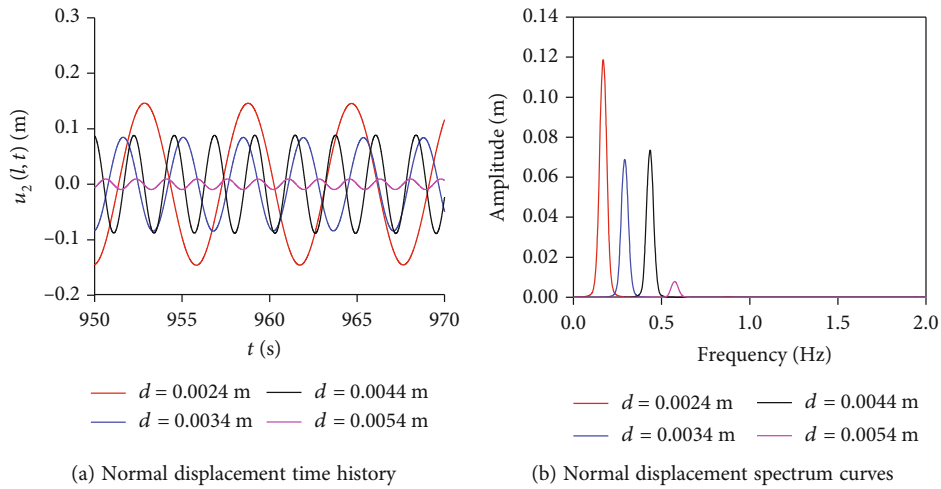 0.3
0.2
0.1
0.0
−0.1
−0.2
u2 (l, t) (m)
950 955 960 965 970
t (s)
d = 0.0024 m d = 0.0044 m
d = 0.0034 m d = 0.0054 m
(a) Normal displacement time history
0.14
0.12
0.10
0.08
0.06
0.04
0.02
0.00
Amplitude (m)
0.0 0.5 1.0 1.5 2.0
Frequency (Hz)
d = 0.0024 m d = 0.0044 m
d = 0.0034 m d = 0.0054 m
(b) Normal displacement spectrum curves